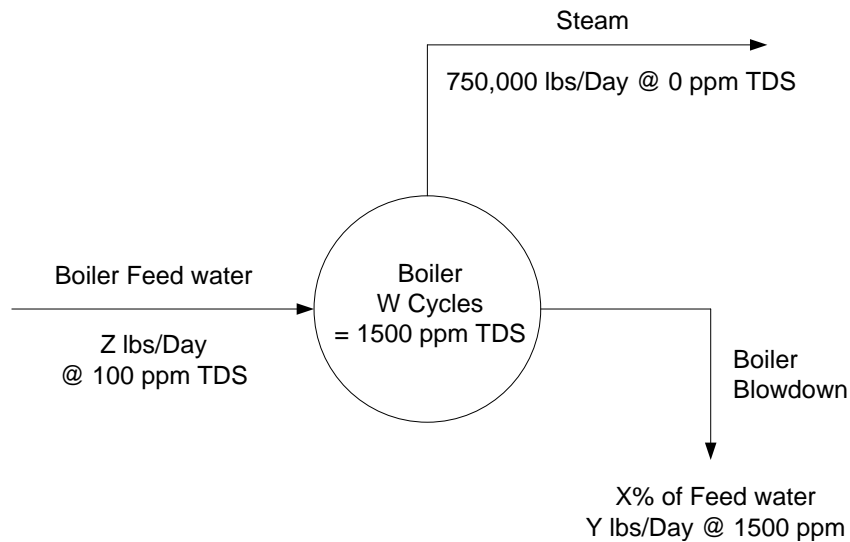 Steam
750,000 lbs/Day @ 0 ppm TDS
Boiler Feed water
Z lbs/Day
@ 100 ppm TDS
Boiler
W Cycles
= 1500 ppm TDS
Boiler
Blowdown
X% of Feed water
Y lbs/Day @ 1500 ppm